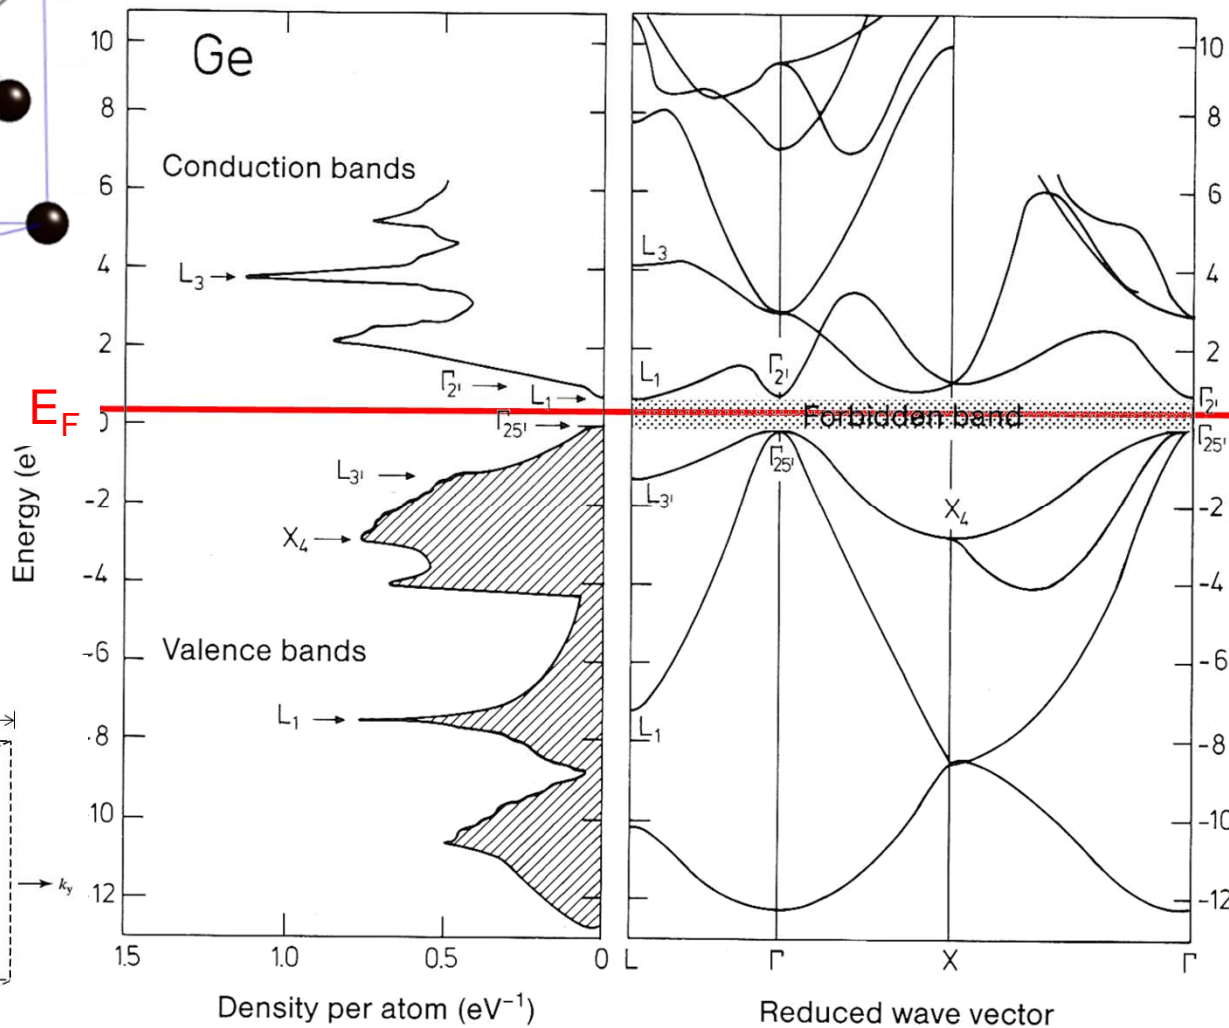 Ge
Conduction bands
L3
Γ2'
L1
EF
Γ25'
L3'
X4
Valence bands
L1
10
8
6
4
2
0
-2
-4
-6
8
10
12
Energy (e
1.5
1.0
0.5
0
Density per atom (eV⁻¹)
ky
L3
L1
Γ2'
Forbidden band
Γ25'
L3'
X4
L1
10
8
6
4
2
Γ2'
Γ25'
-2
-4
-6
-8
-10
-12
L
Γ
X
Γ
Reduced wave vector